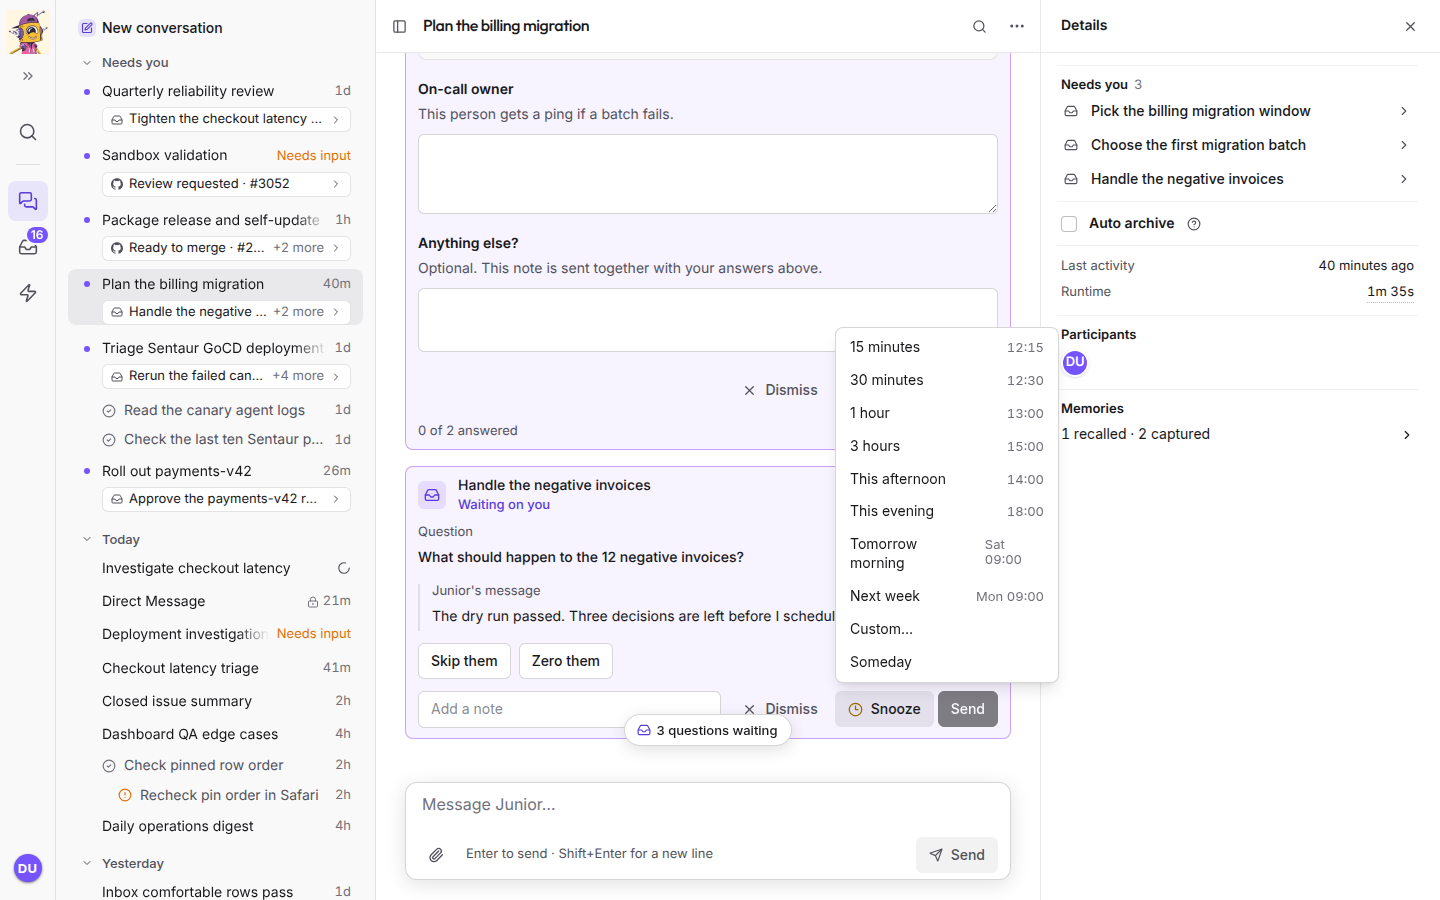 New conversation
Needs you
Quarterly reliability review 1d
Tighten the checkout latency ...
Sandbox validation Needs input
Review requested · #3052
Package release and self-update 1h
Ready to merge · #2... +2 more
Plan the billing migration 40m
Handle the negative ... +2 more
Triage Sentaur GoCD deployment 1d
Rerun the failed can... +4 more
Read the canary agent logs 1d
Check the last ten Sentaur p... 1d
Roll out payments-v42 26m
Approve the payments-v42 r...
Today
Investigate checkout latency
Direct Message 21m
Deployment investigation Needs input
Checkout latency triage 41m
Closed issue summary 2h
Dashboard QA edge cases 4h
Check pinned row order 2h
Recheck pin order in Safari 2h
Daily operations digest 4h
Yesterday
Inbox comfortable rows pass 1d
16
DU
Plan the billing migration
On-call owner
This person gets a ping if a batch fails.
Anything else?
Optional. This note is sent together with your answers above.
Dismiss
0 of 2 answered
Handle the negative invoices
Waiting on you
Question
What should happen to the 12 negative invoices?
Junior's message
The dry run passed. Three decisions are left before I schedul
Skip them Zero them
Add a note Dismiss Snooze Send
3 questions waiting
15 minutes 12:15
30 minutes 12:30
1 hour 13:00
3 hours 15:00
This afternoon 14:00
This evening 18:00
Tomorrow morning Sat 09:00
Next week Mon 09:00
Custom...
Someday
Message Junior...
Enter to send · Shift+Enter for a new line Send
Details
Needs you 3
Pick the billing migration window
Choose the first migration batch
Handle the negative invoices
Auto archive
Last activity 40 minutes ago
Runtime 1m 35s
Participants
DU
Memories
1 recalled · 2 captured